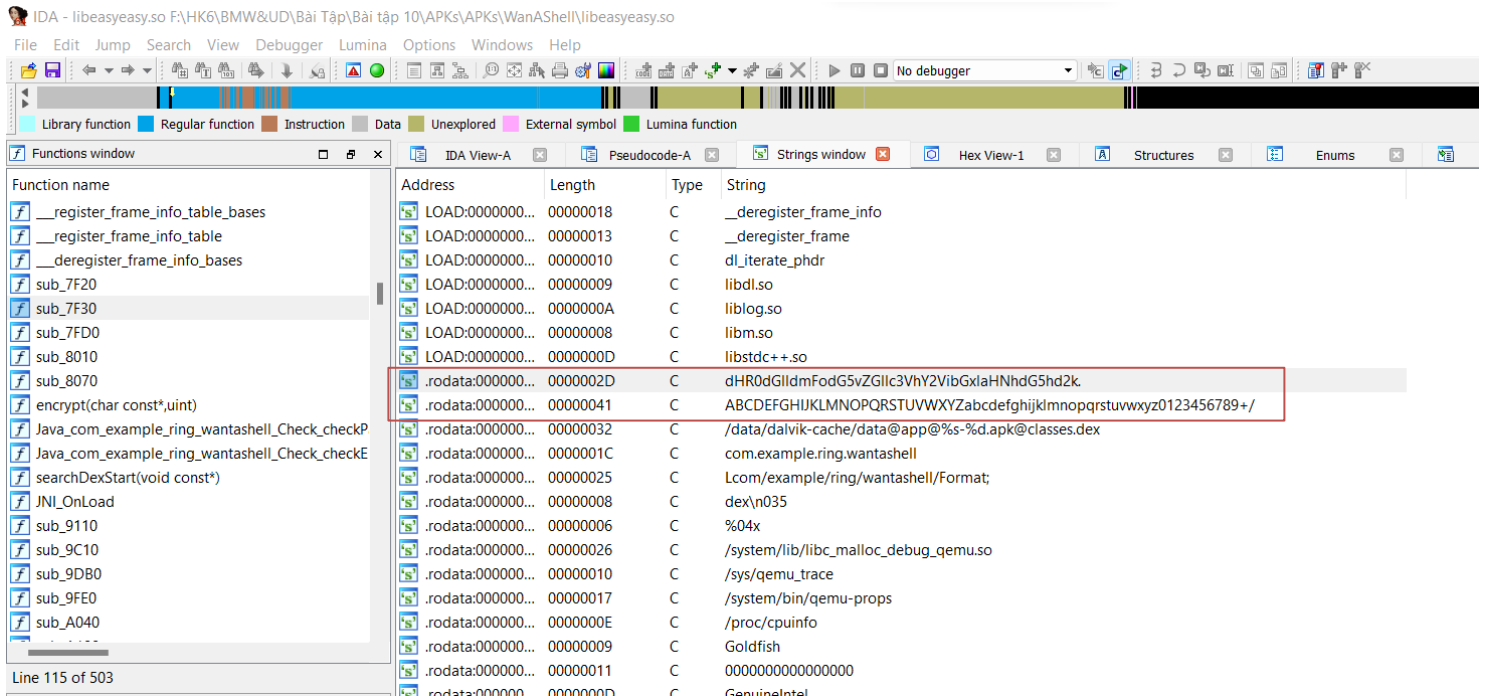 IDA - libeasyeasy.so F:\HK6\BMW&UD\Bài Tập\Bài tập 10\APKs\APKs\WanAShell\libeasyeasy.so
File Edit Jump Search View Debugger Lumina Options Windows Help
No debugger
Library function Regular function Instruction Data Unexplored External symbol Lumina function
Functions window
IDA View-A Pseudocode-A Strings window Hex View-1 Structures Enums
Function name
__register_frame_info_table_bases
__register_frame_info_table
__deregister_frame_info_bases
sub_7F20
sub_7F30
sub_7FD0
sub_8010
sub_8070
encrypt(char const*,uint)
Java_com_example_ring_wantashell_Check_checkP
Java_com_example_ring_wantashell_Check_checkE
searchDexStart(void const*)
JNI_OnLoad
sub_9110
sub_9C10
sub_9DB0
sub_9FE0
sub_A040
Line 115 of 503
Address Length Type String
LOAD:0000000... 00000018 C __deregister_frame_info
LOAD:0000000... 00000013 C __deregister_frame
LOAD:0000000... 00000010 C dl_iterate_phdr
LOAD:0000000... 00000009 C libdl.so
LOAD:0000000... 0000000A C liblog.so
LOAD:0000000... 00000008 C libm.so
LOAD:0000000... 0000000D C libstdc++.so
.rodata:000000... 0000002D C dHR0dGlldmFodG5vZGllc3VhY2VibGxlaHNhdG5hd2k.
.rodata:000000... 00000041 C ABCDEFGHIJKLMNOPQRSTUVWXYZabcdefghijklmnopqrstuvwxyz0123456789+/
.rodata:000000... 00000032 C /data/dalvik-cache/data@app@%s-%d.apk@classes.dex
.rodata:000000... 0000001C C com.example.ring.wantashell
.rodata:000000... 00000025 C Lcom/example/ring/wantashell/Format;
.rodata:000000... 00000008 C dex\n035
.rodata:000000... 00000006 C %04x
.rodata:000000... 00000026 C /system/lib/libc_malloc_debug_qemu.so
.rodata:000000... 00000010 C /sys/qemu_trace
.rodata:000000... 00000017 C /system/bin/qemu-props
.rodata:000000... 0000000E C /proc/cpuinfo
.rodata:000000... 00000009 C Goldfish
.rodata:000000... 00000011 C 0000000000000000
.rodata:000000... 0000000D C GenuineIntel